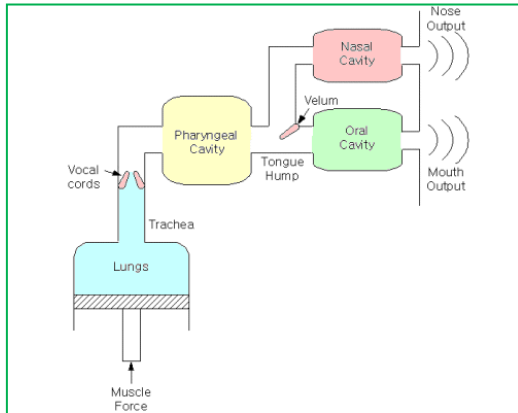 Nose
Output
Nasal
Cavity
Velum
Pharyngeal
Cavity
Oral
Cavity
Tongue
Hump
Mouth
Output
Vocal
cords
Trachea
Lungs
Muscle
Force